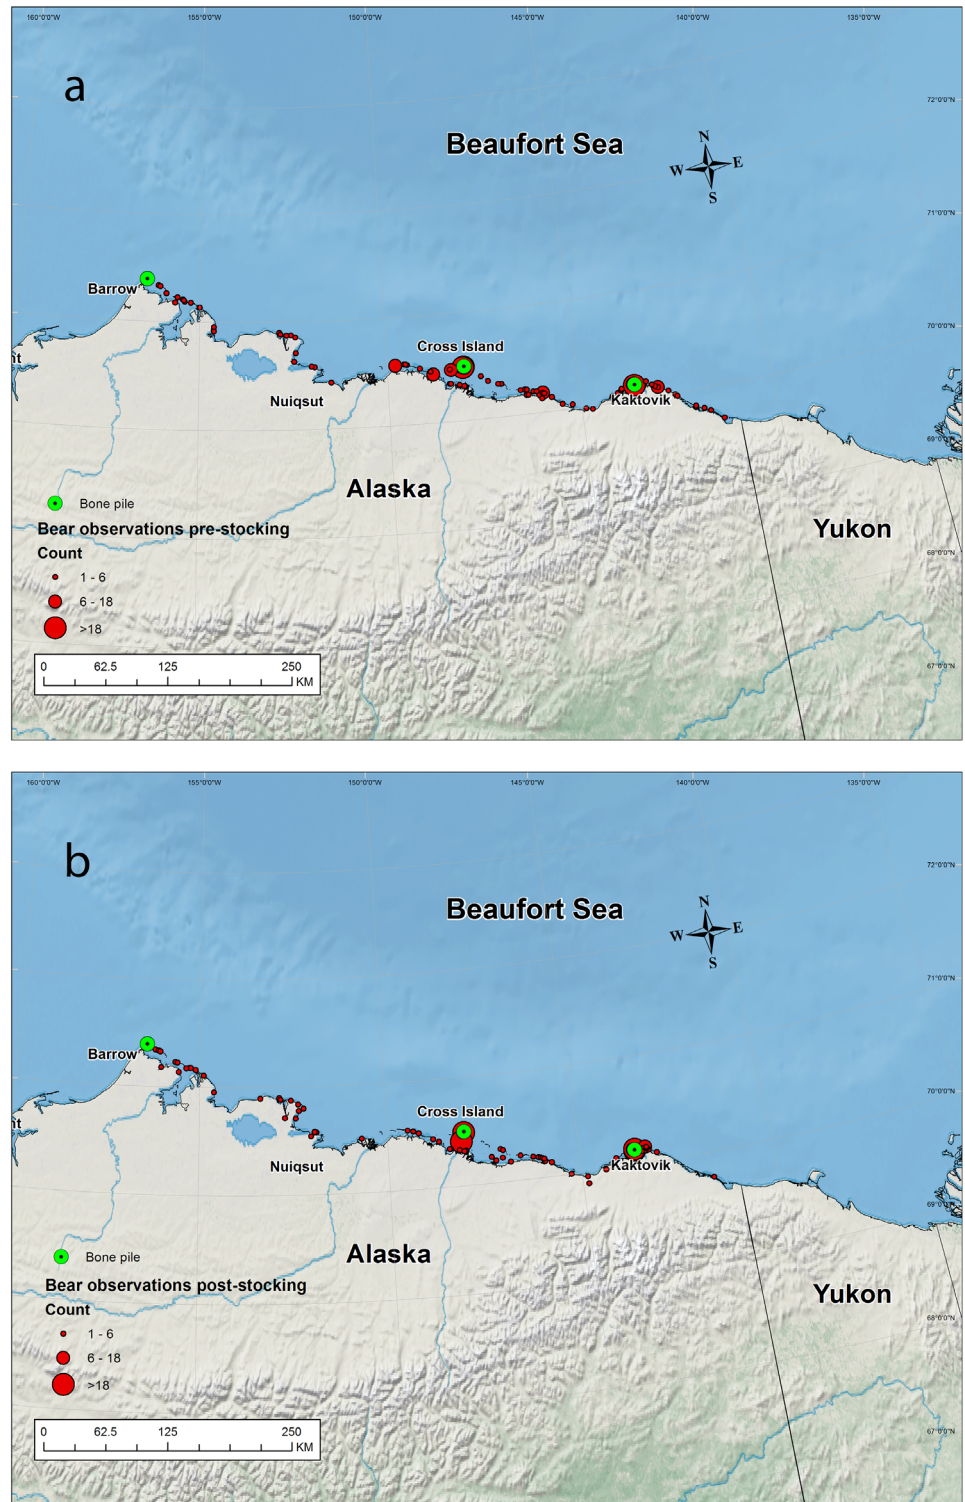 160°0'0"W 155°0'0"W 150°0'0"W 145°0'0"W 140°0'0"W 135°0'0"W
a
72°0'0"N
Beaufort Sea
N
W E
S
71°0'0"N
Barrow
70°0'0"N
Cross Island
nt
Nuiqsut
Kaktovik
69°0'0"N
Alaska
Bone pile
Yukon
Bear observations pre-stocking
Count
68°0'0"N
1 - 6
6 - 18
>18
0 62.5 125 250
KM
67°0'0"N
160°0'0"W 155°0'0"W 150°0'0"W 145°0'0"W 140°0'0"W 135°0'0"W
b
72°0'0"N
Beaufort Sea
N
W E
S
71°0'0"N
Barrow
70°0'0"N
Cross Island
nt
Nuiqsut
Kaktovik
69°0'0"N
Alaska
Bone pile
Bear observations post-stocking
Yukon
Count
68°0'0"N
1 - 6
6 - 18
>18
0 62.5 125 250
KM
67°0'0"N